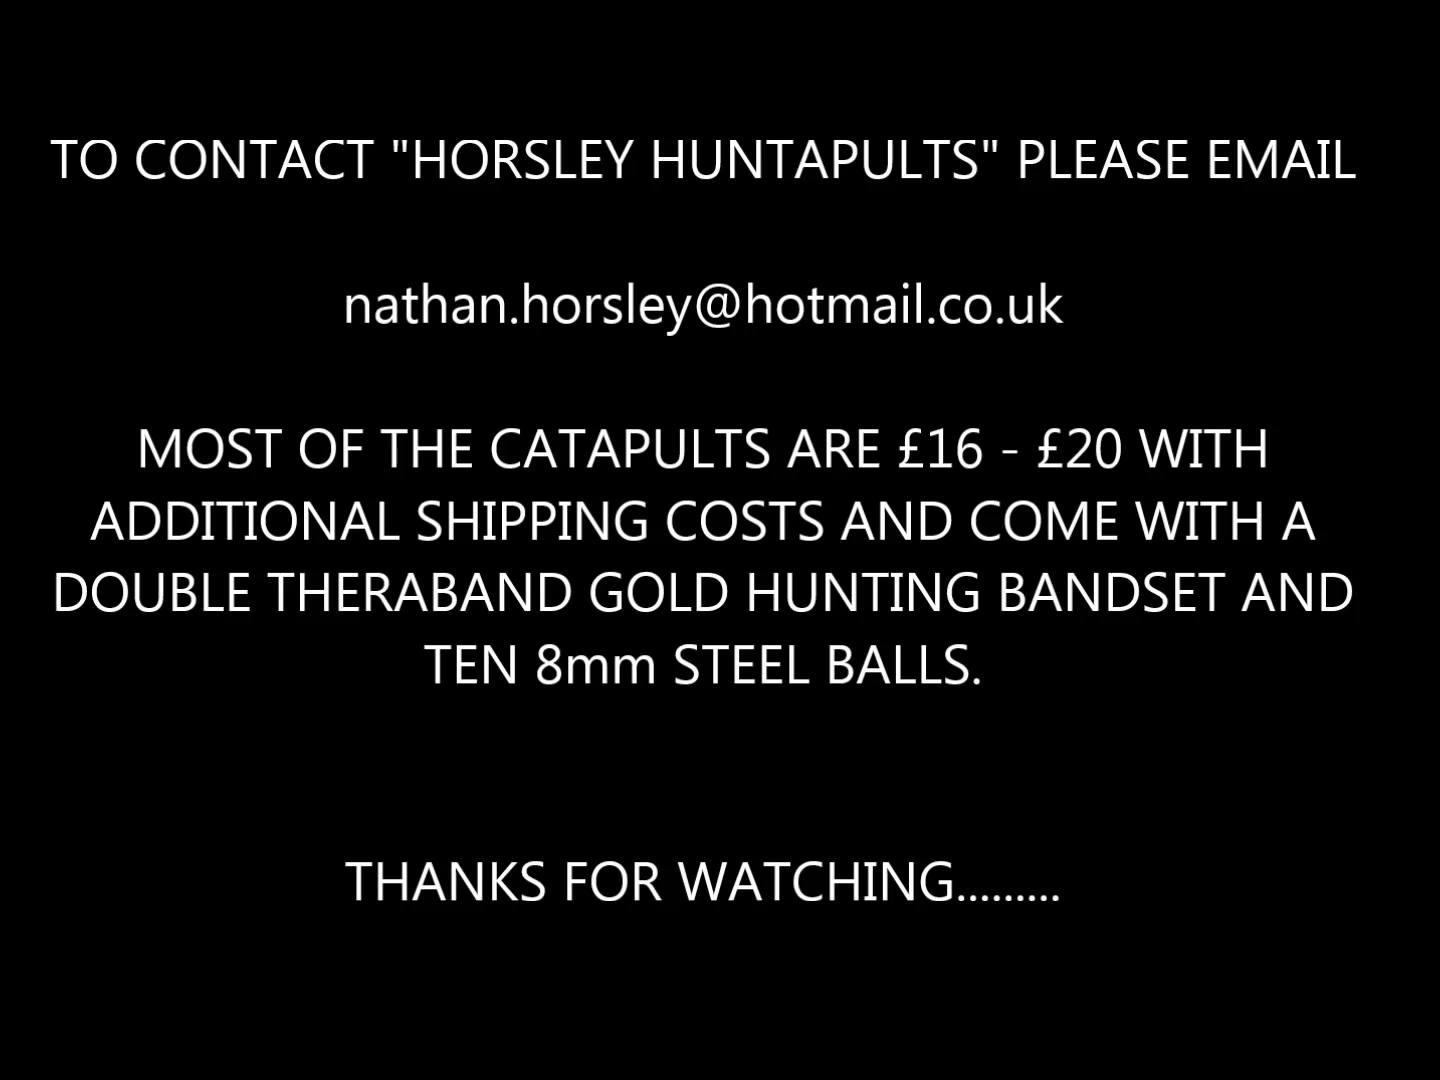 TO CONTACT "HORSLEY HUNTAPULTS" PLEASE EMAIL
nathan.horsley@hotmail.co.uk
MOST OF THE CATAPULTS ARE £16 - £20 WITH
ADDITIONAL SHIPPING COSTS AND COME WITH A
DOUBLE THERABAND GOLD HUNTING BANDSET AND
TEN 8mm STEEL BALLS.
THANKS FOR WATCHING.........